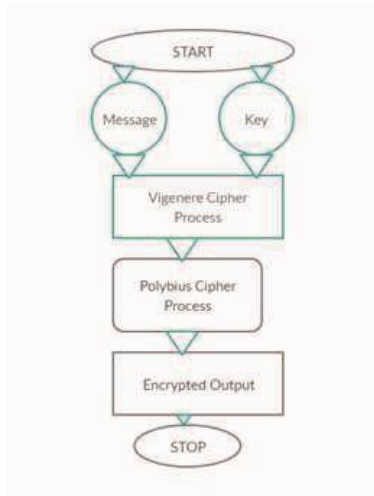 START
Message
Key
Vigenere Cipher
Process
Polybius Cipher
Process
Encrypted Output
STOP